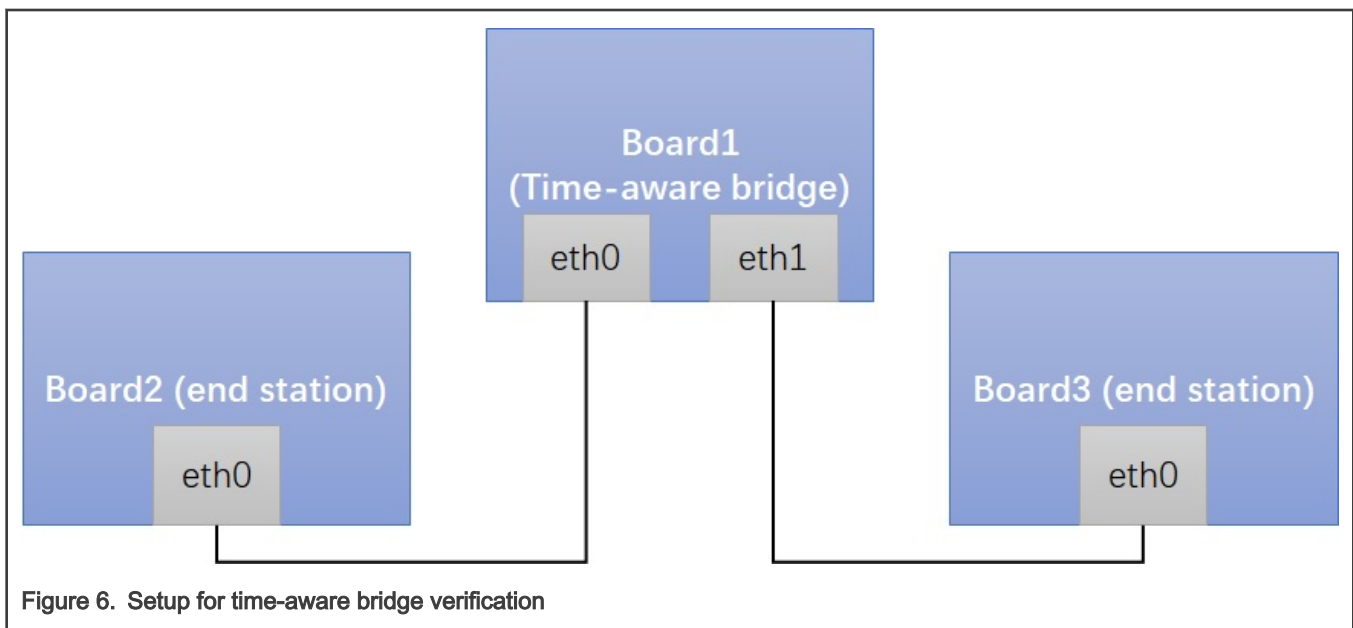 Board1
(Time-aware bridge)
eth0
eth1
Board2 (end station)
eth0
Board3 (end station)
eth0
Figure 6. Setup for time-aware bridge verification